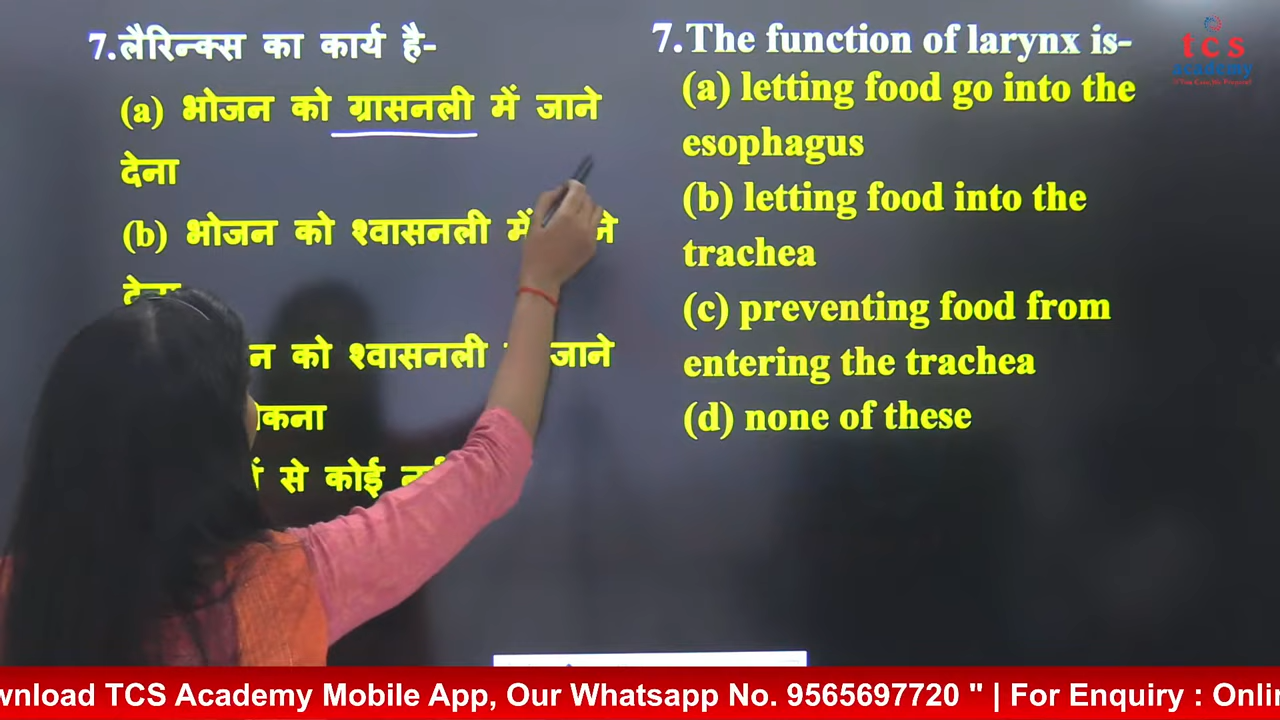 7.लैरिन्क्स का कार्य है-
(a) भोजन को ग्रासनली में जाने
देना
(b) भोजन को श्वासनली में
देना
को श्वासनली जाने
से कोई
7.The function of larynx is-
(a) letting food go into the
esophagus
(b) letting food into the
trachea
(c) preventing food from
entering the trachea
(d) none of these
tcs
academy
wnload TCS Academy Mobile App, Our Whatsapp No. 9565697720 " | For Enquiry : Onlin